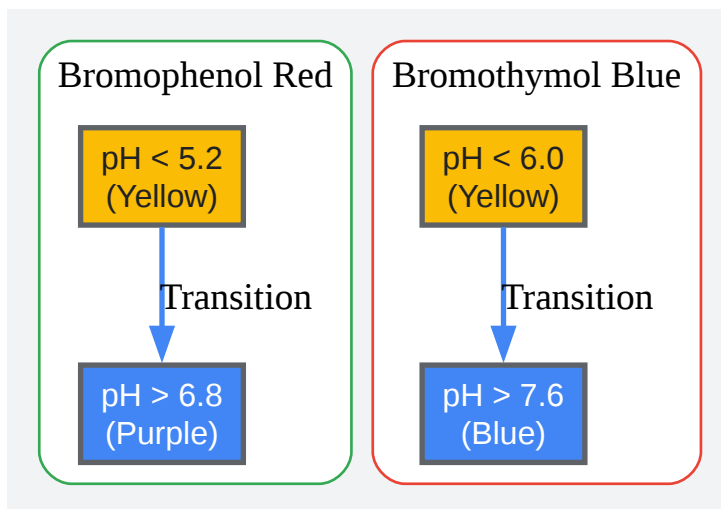 Bromophenol Red
pH < 5.2
(Yellow)
Transition
pH > 6.8
(Purple)
Bromothymol Blue
pH < 6.0
(Yellow)
Transition
pH > 7.6
(Blue)